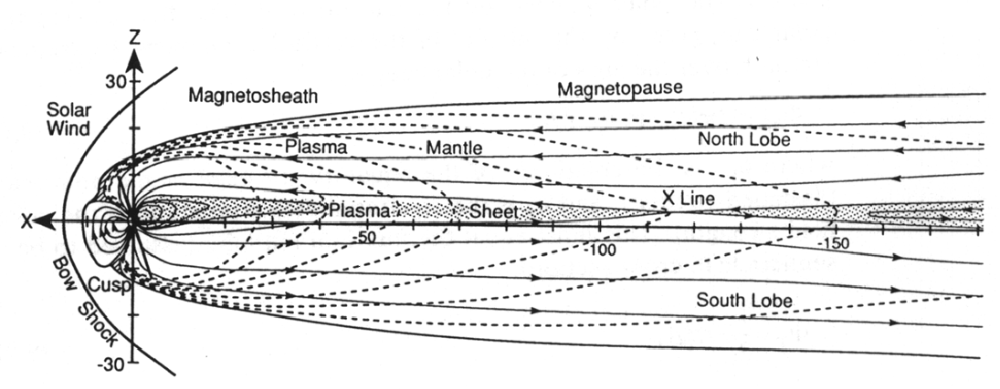 Z
30
Solar
Wind
Magnetosheath
Magnetopause
Plasma
Mantle
North Lobe
X Line
X
Plasma
Sheet
-50
-100
-150
Bow Shock
Cusp
South Lobe
-30